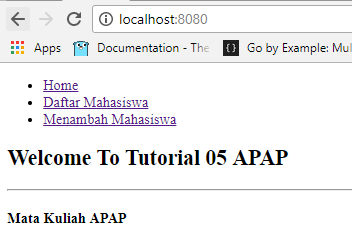 localhost:8080
Apps Documentation - The Go by Example: Mul
Home
Daftar Mahasiswa
Menambah Mahasiswa
Welcome To Tutorial 05 APAP
Mata Kuliah APAP